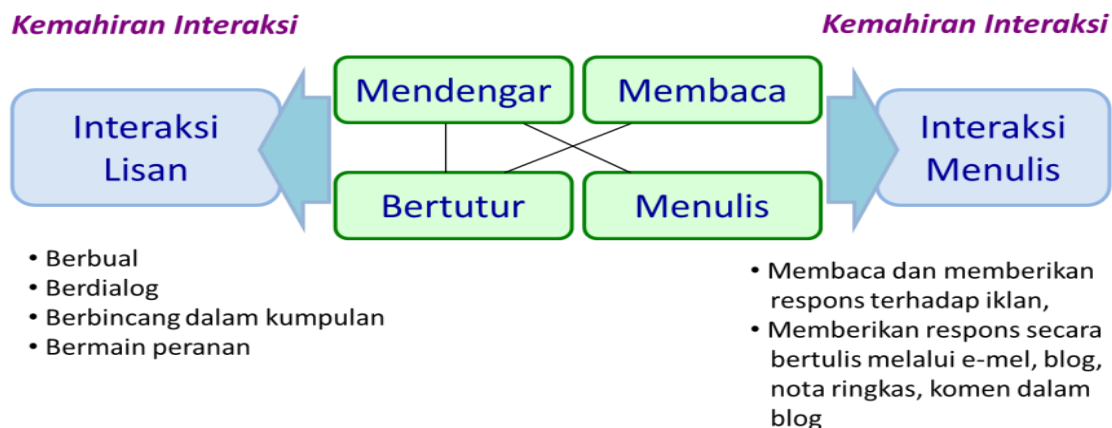 Kemahiran Interaksi
Kemahiran Interaksi
Mendengar
Membaca
Interaksi
Lisan
Interaksi
Menulis
Bertutur
Menulis
• Berbual
• Berdialog
• Berbincang dalam kumpulan
• Bermain peranan
• Membaca dan memberikan
respons terhadap iklan,
• Memberikan respons secara
bertulis melalui e-mel, blog,
nota ringkas, komen dalam
blog